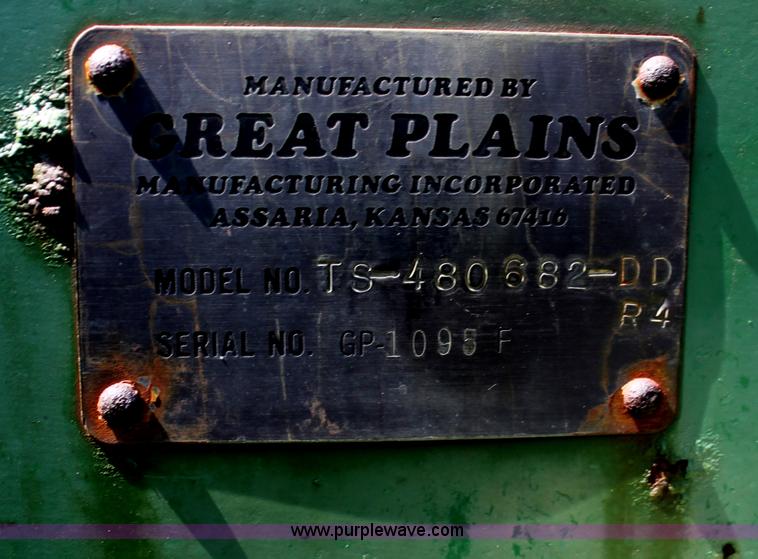 MANUFACTURED BY
GREAT PLAINS
MANUFACTURING INCORPORATED
ASSARIA, KANSAS 67416
MODEL NO. TS-480682-DD
R4
SERIAL NO. GP-1095 F
www.purplewave.com